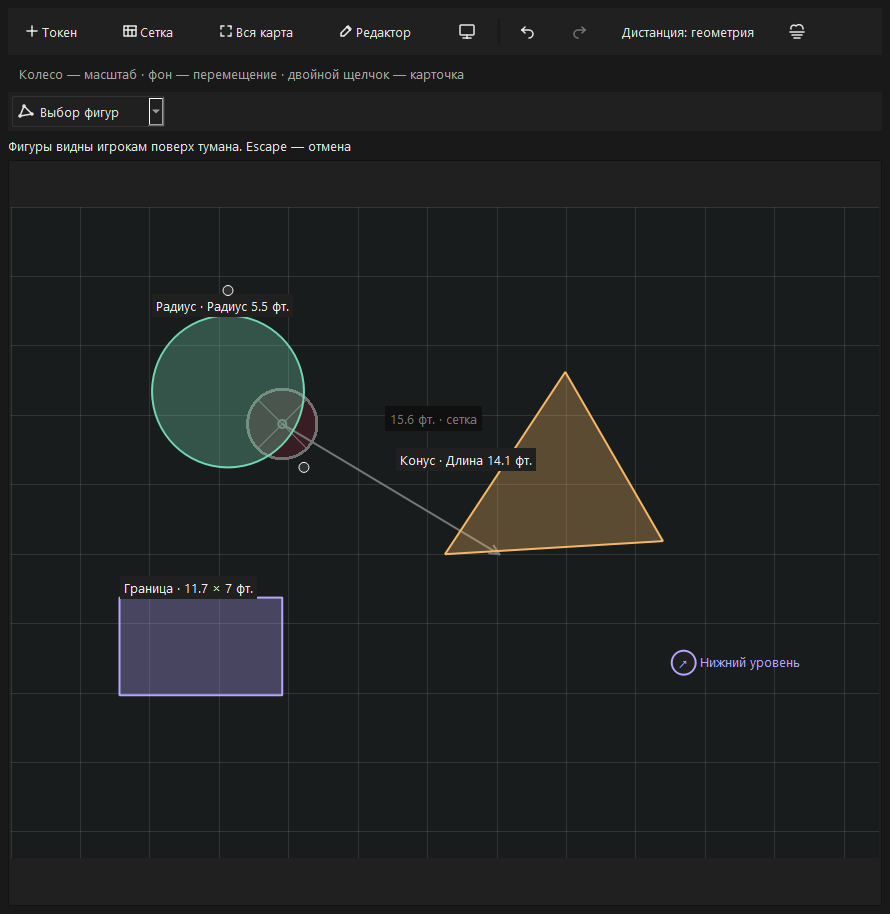 Токен Сетка Вся карта Редактор Дистанция: геометрия
Колесо — масштаб · фон — перемещение · двойной щелчок — карточка
Выбор фигур
Фигуры видны игрокам поверх тумана. Escape — отмена
Радиус · Радиус 5.5 фт.
15.6 фт. · сетка
Конус · Длина 14.1 фт.
Граница · 11.7 × 7 фт.
Нижний уровень